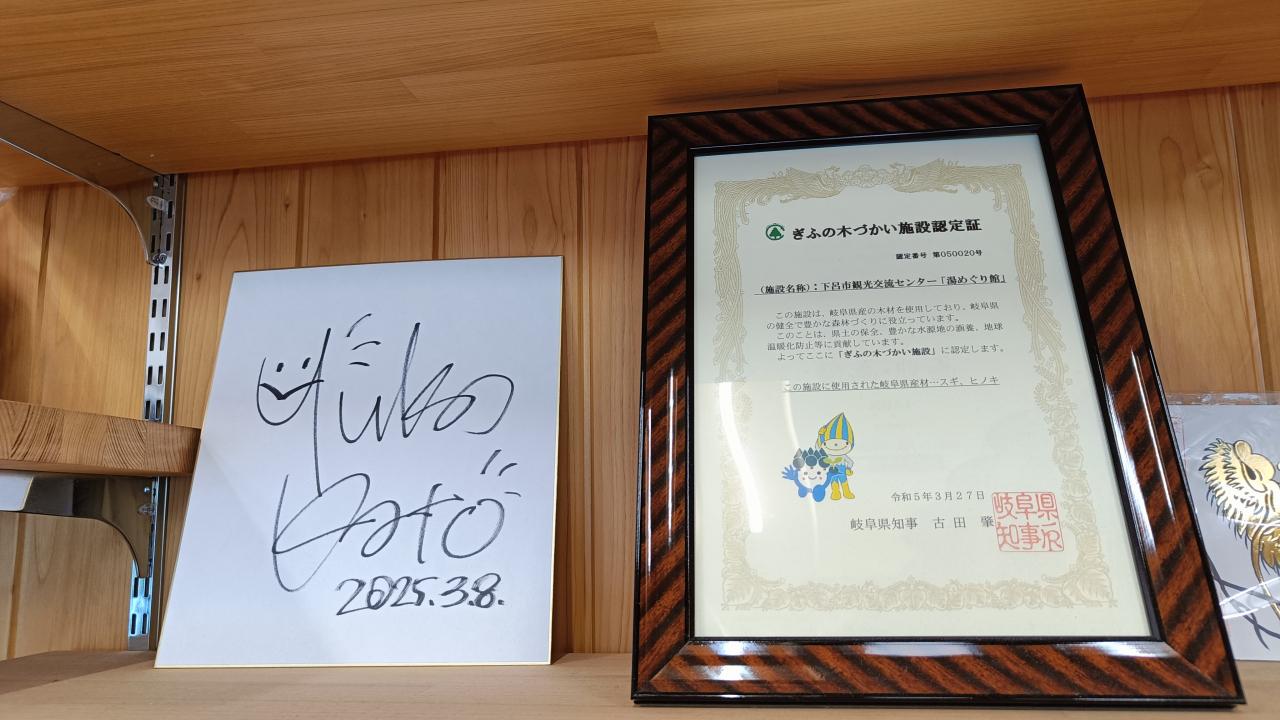 2025.3.8.
ぎふの木づかい施設認定証
認定番号 第050020号
（施設名称）：下呂市観光交流センター「湯めぐり館」
この施設は、岐阜県産の木材を使用しており、岐阜県
の健全で豊かな森林づくりに役立っています。
このことは、県土の保全、豊かな水源地の涵養、地球
温暖化防止等に貢献しています。
よってここに「ぎふの木づかい施設」に認定します。
この施設に使用された岐阜県産材…スギ、ヒノキ
令和5年3月27日
岐阜県知事 古田 肇
岐阜県
知事印